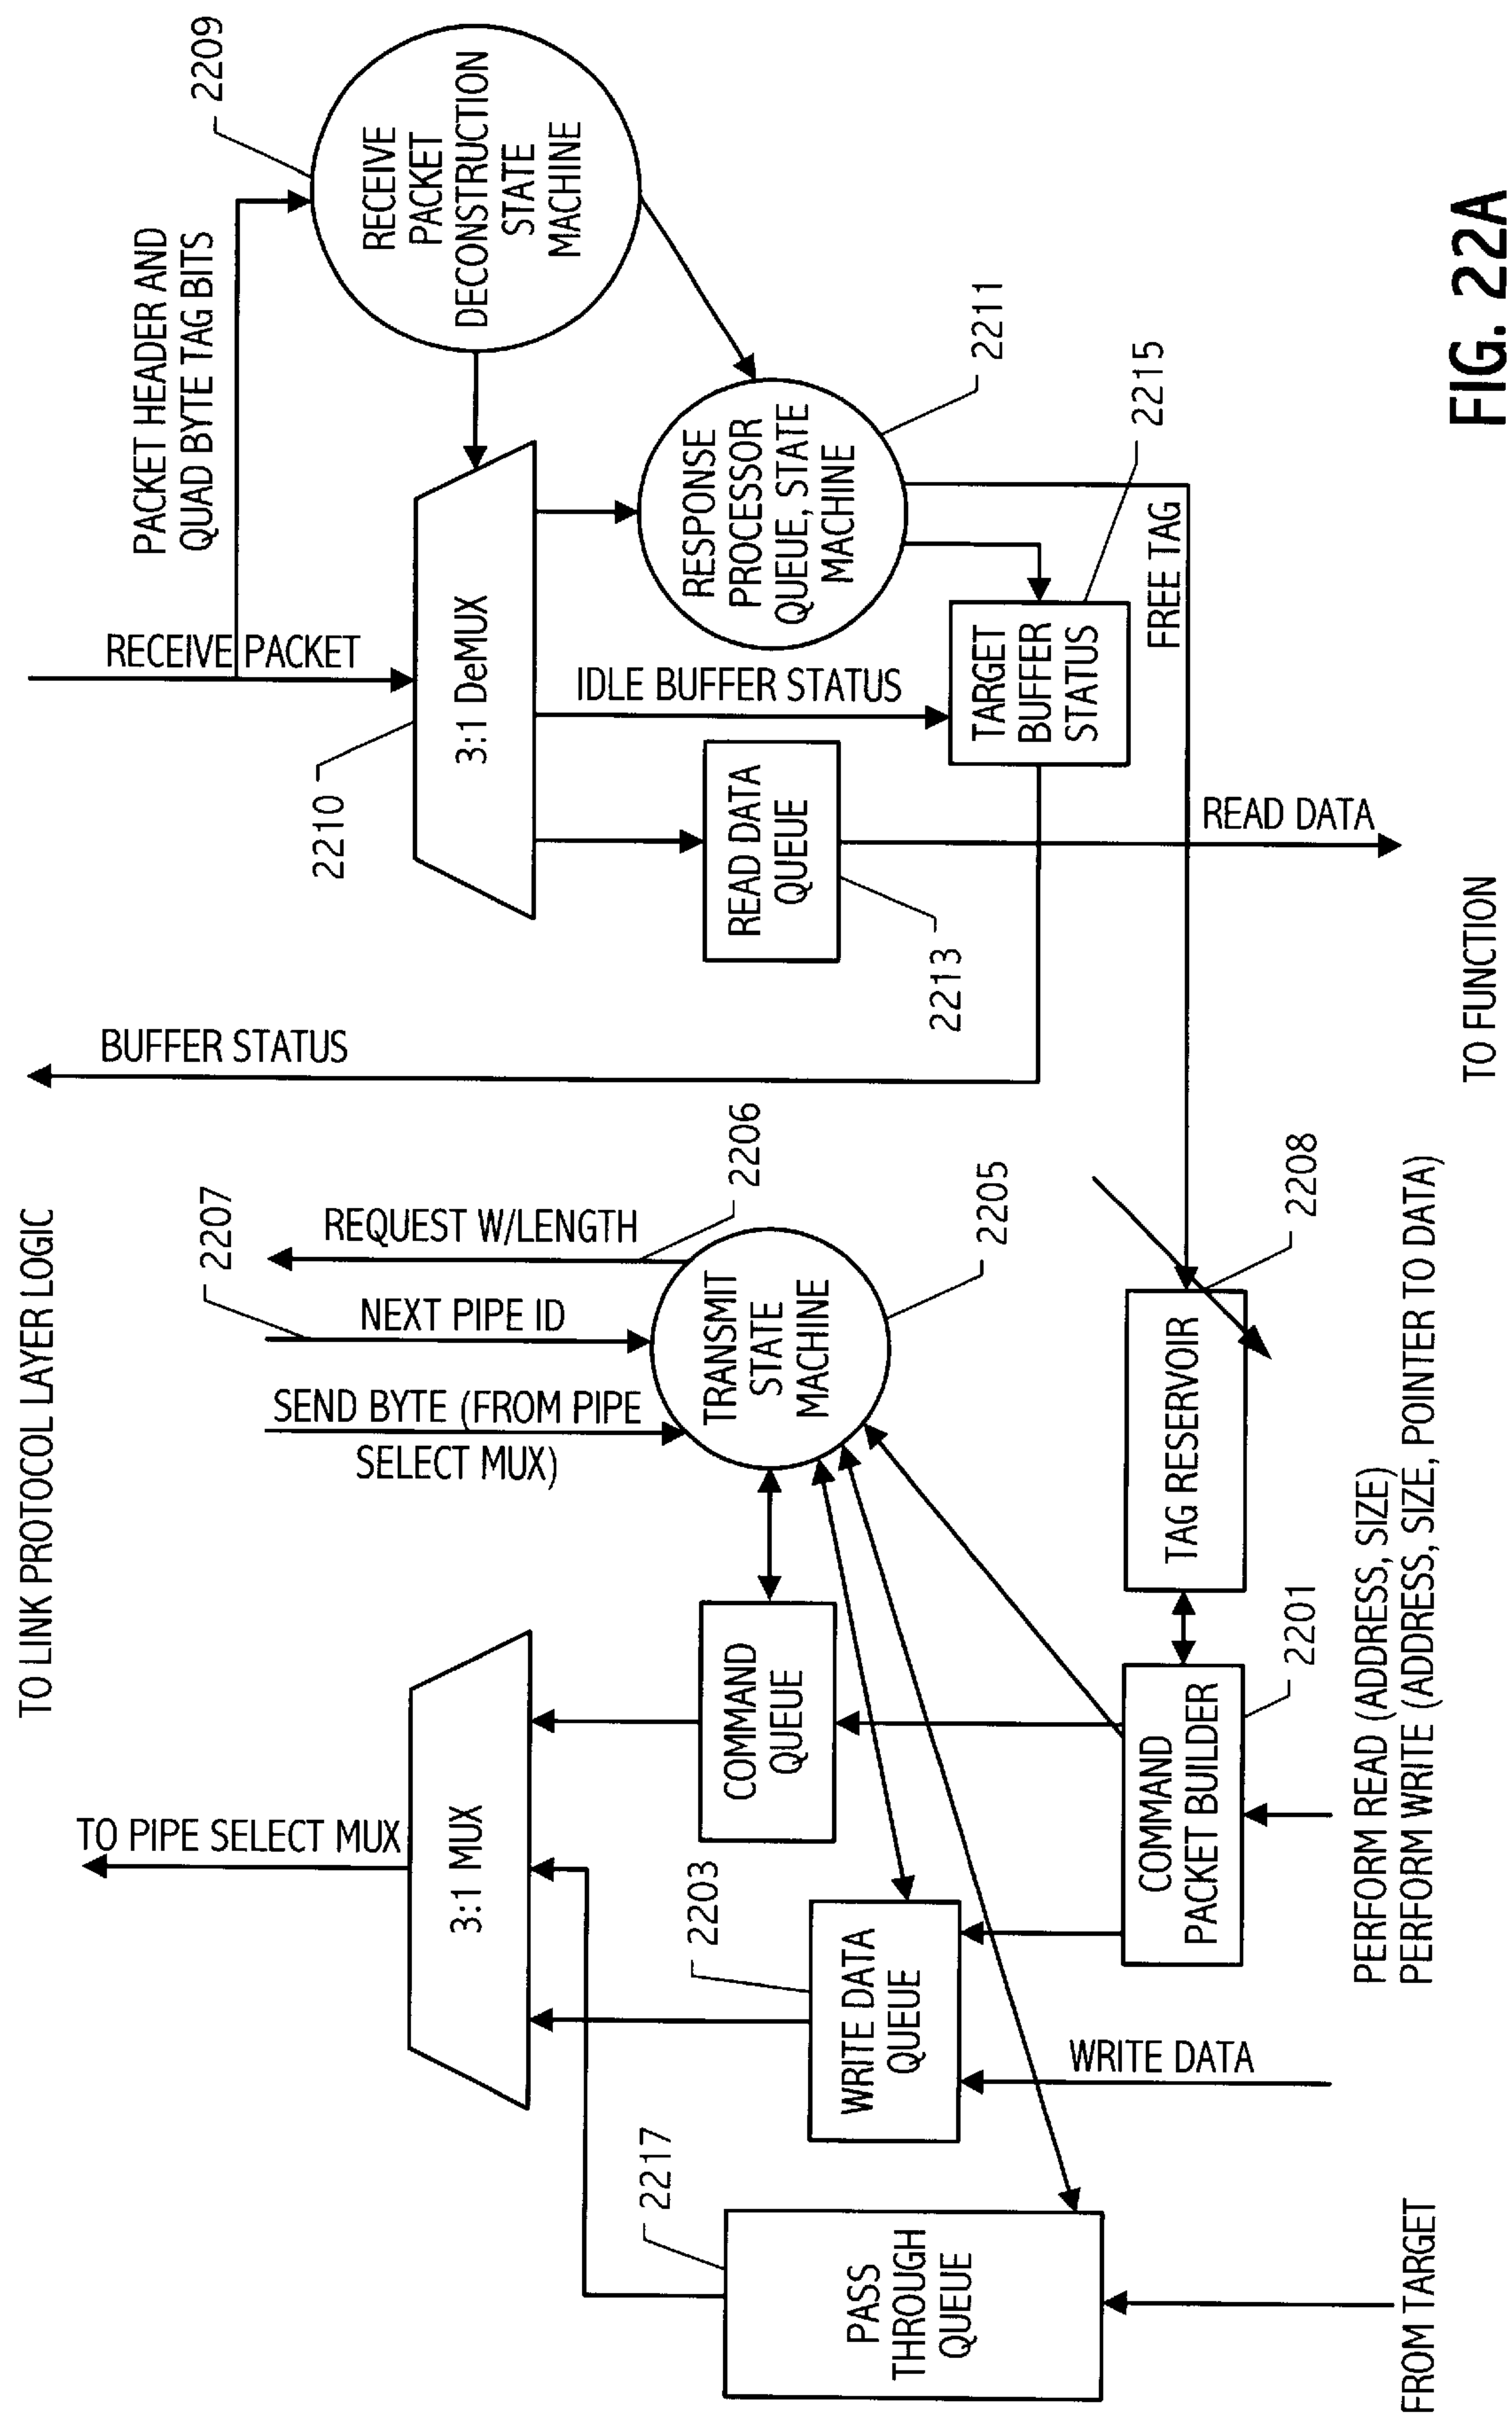 TO LINK PROTOCOL LAYER LOGIC
TO PIPE SELECT MUX
3:1 MUX
2217
PASS
THROUGH
QUEUE
FROM TARGET
2203
WRITE DATA
QUEUE
WRITE DATA
COMMAND
QUEUE
COMMAND
PACKET BUILDER
2201
PERFORM READ (ADDRESS, SIZE)
PERFORM WRITE (ADDRESS, SIZE, POINTER TO DATA)
SEND BYTE (FROM PIPE
SELECT MUX)
2207
NEXT PIPE ID
REQUEST W/LENGTH
2206
TRANSMIT
STATE
MACHINE
2205
TAG RESERVOIR
2208
BUFFER STATUS
RECEIVE PACKET
PACKET HEADER AND
QUAD BYTE TAG BITS
2209
RECEIVE
PACKET
DECONSTRUCTION
STATE
MACHINE
2210
3:1 DeMUX
IDLE BUFFER STATUS
READ DATA
QUEUE
2213
RESPONSE
PROCESSOR
QUEUE, STATE
MACHINE
2211
TARGET
BUFFER
STATUS
2215
FREE TAG
READ DATA
TO FUNCTION
FIG. 22A